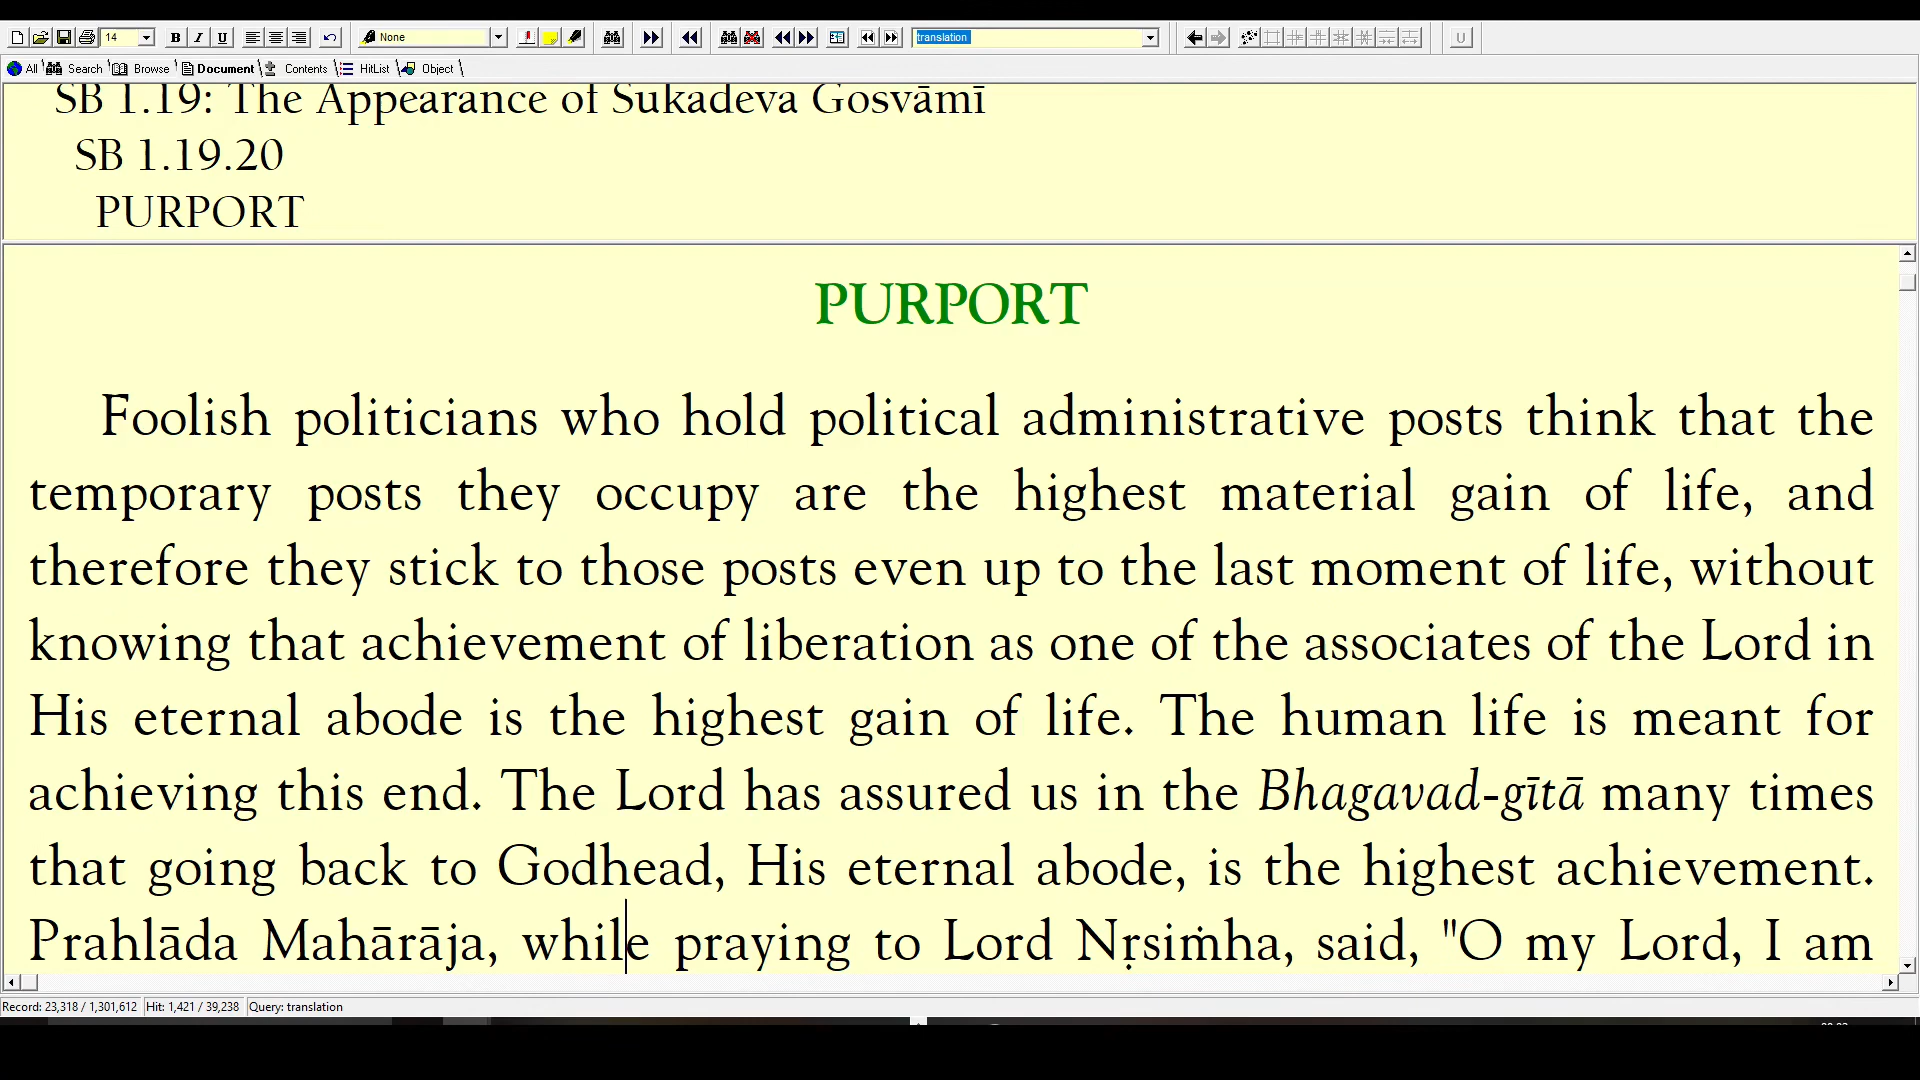 14 B I U None translation U
All Search Browse Document Contents HitList Object
SB 1.19: The Appearance of Śukadeva Gosvāmī
SB 1.19.20
PURPORT
PURPORT
Foolish politicians who hold political administrative posts think that the
temporary posts they occupy are the highest material gain of life, and
therefore they stick to those posts even up to the last moment of life, without
knowing that achievement of liberation as one of the associates of the Lord in
His eternal abode is the highest gain of life. The human life is meant for
achieving this end. The Lord has assured us in the Bhagavad-gītā many times
that going back to Godhead, His eternal abode, is the highest achievement.
Prahlāda Mahārāja, while praying to Lord Nṛsiṁha, said, "O my Lord, I am
Record: 23,318 / 1,301,612 Hit: 1,421 / 39,238 Query: translation